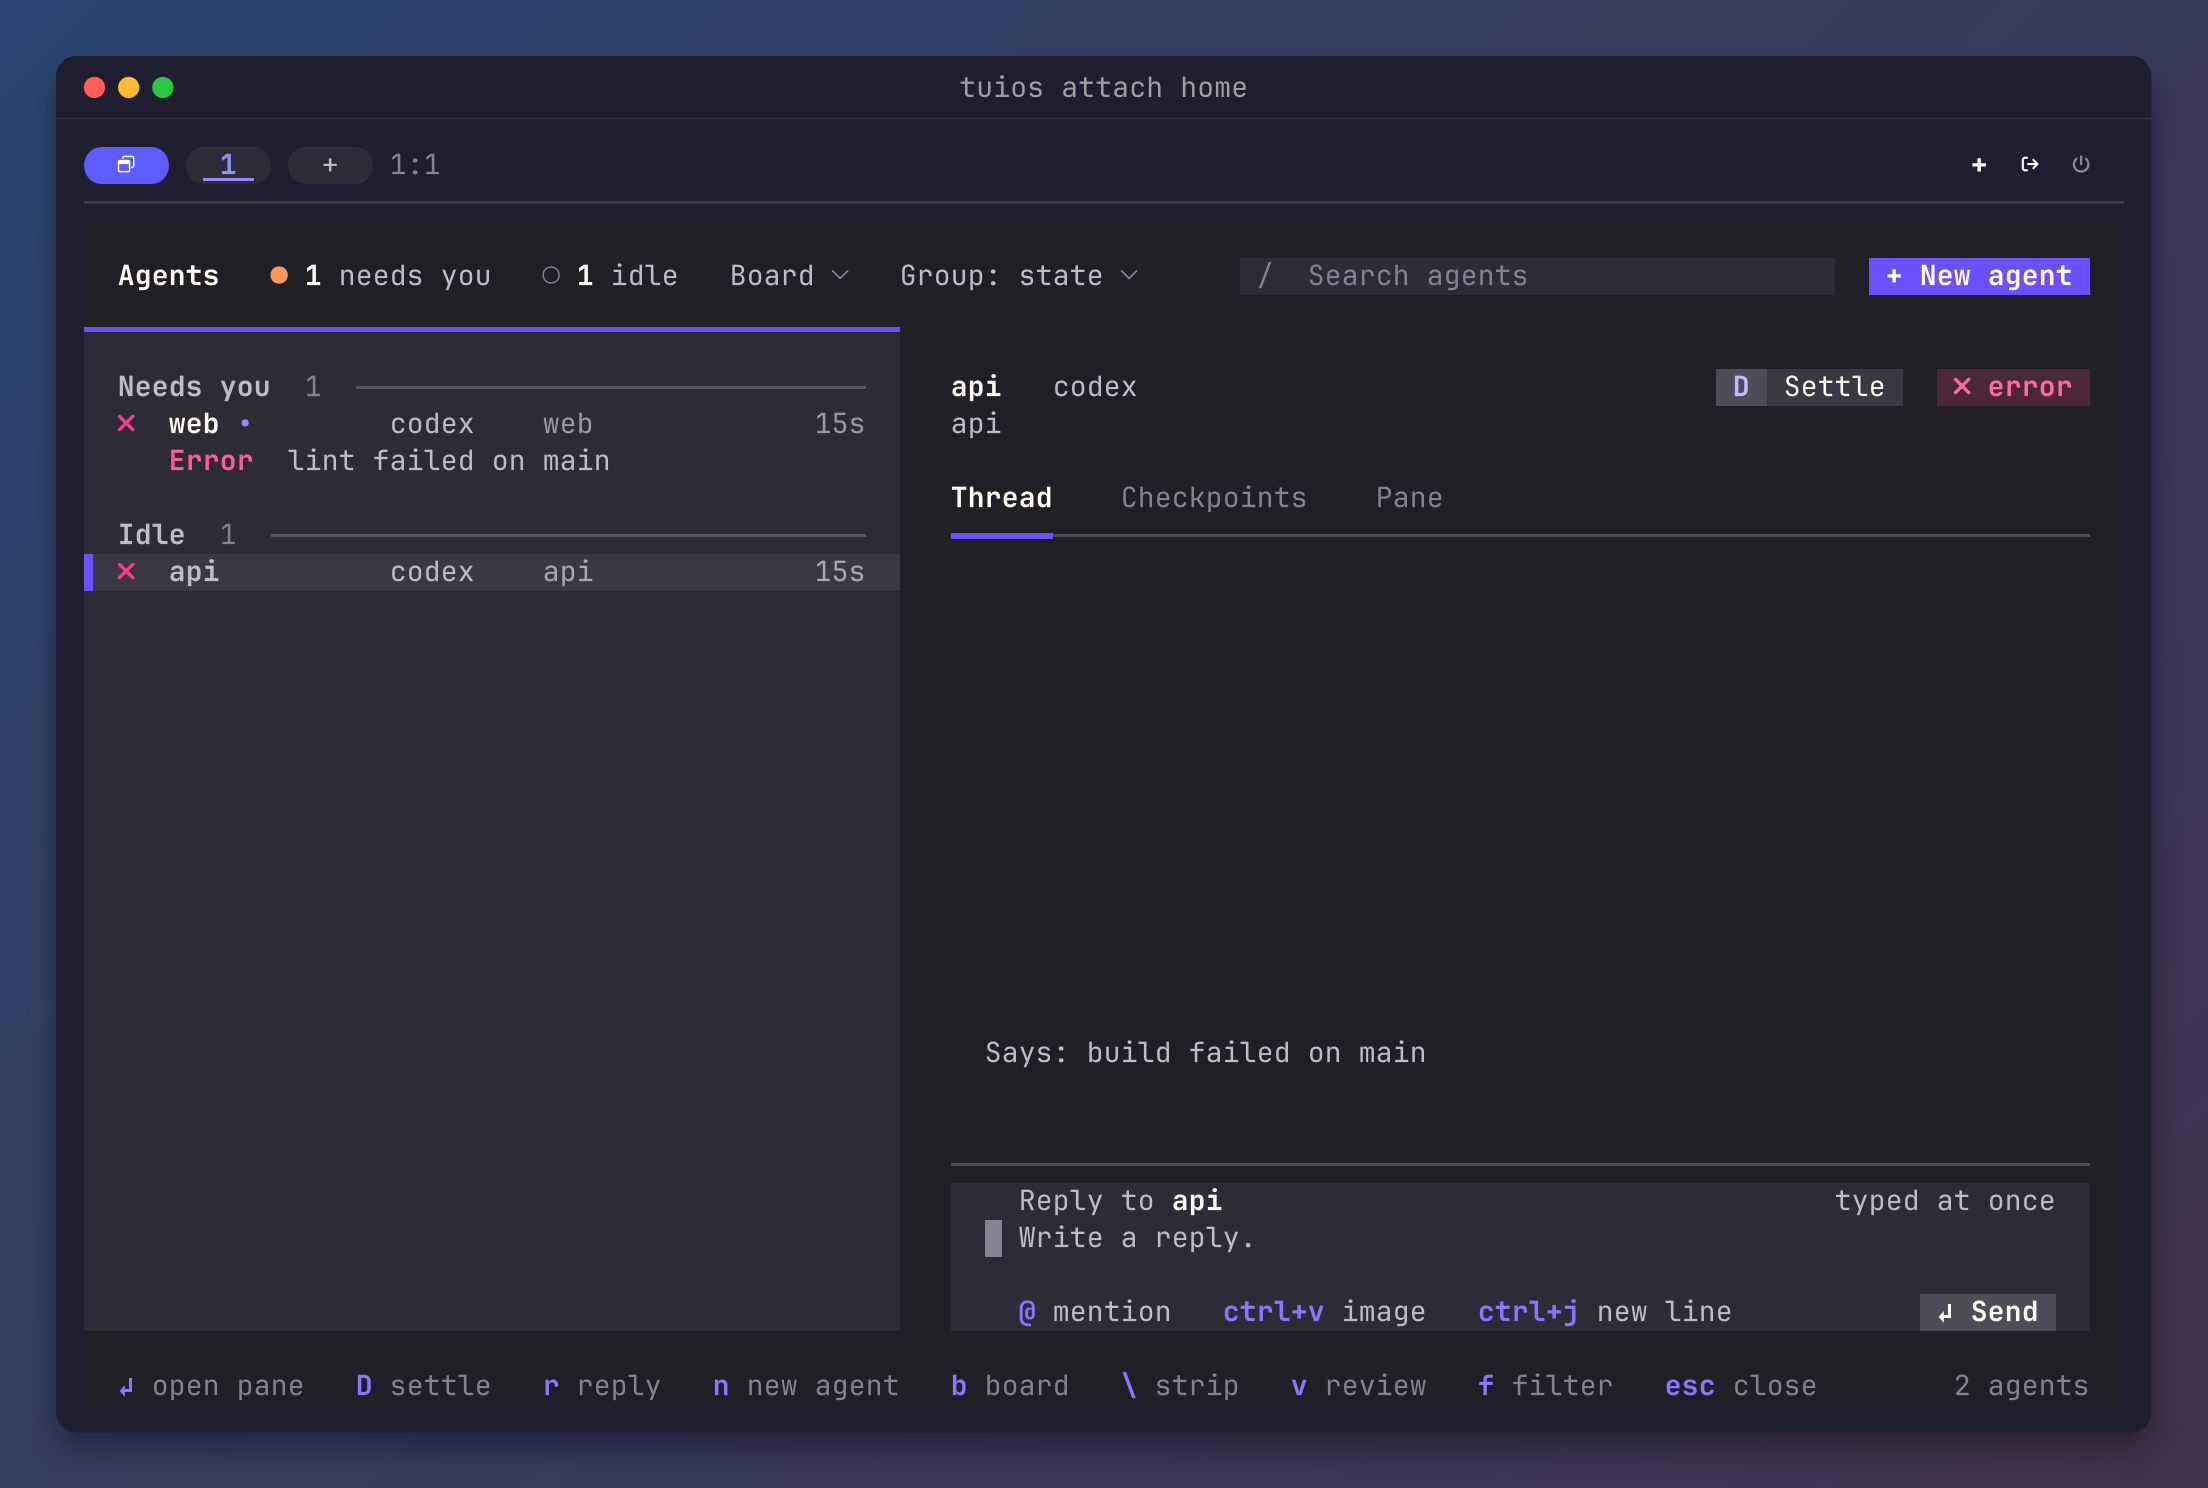 tuios attach home
1 + 1:1 +
Agents ● 1 needs you ○ 1 idle Board Group: state / Search agents + New agent
Needs you 1
× web • codex web 15s
Error lint failed on main
Idle 1
× api codex api 15s
api codex D Settle × error
api
Thread Checkpoints Pane
Says: build failed on main
Reply to api typed at once
Write a reply.
@ mention ctrl+v image ctrl+j new line ↲ Send
↲ open pane D settle r reply n new agent b board \ strip v review f filter esc close 2 agents